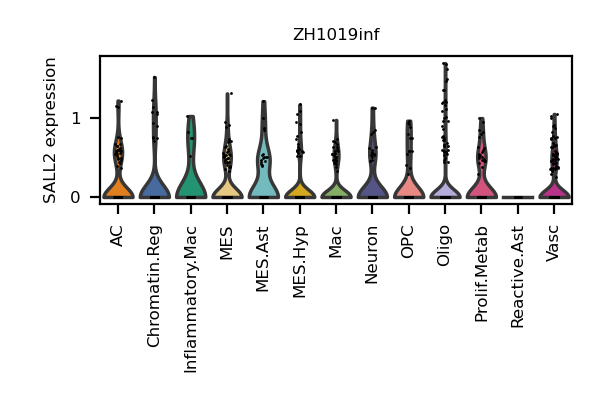 ZH1019inf
SALL2 expression
1
0
AC
Chromatin.Reg
Inflammatory.Mac
MES
MES.Ast
MES.Hyp
Mac
Neuron
OPC
Oligo
Prolif.Metab
Reactive.Ast
Vasc